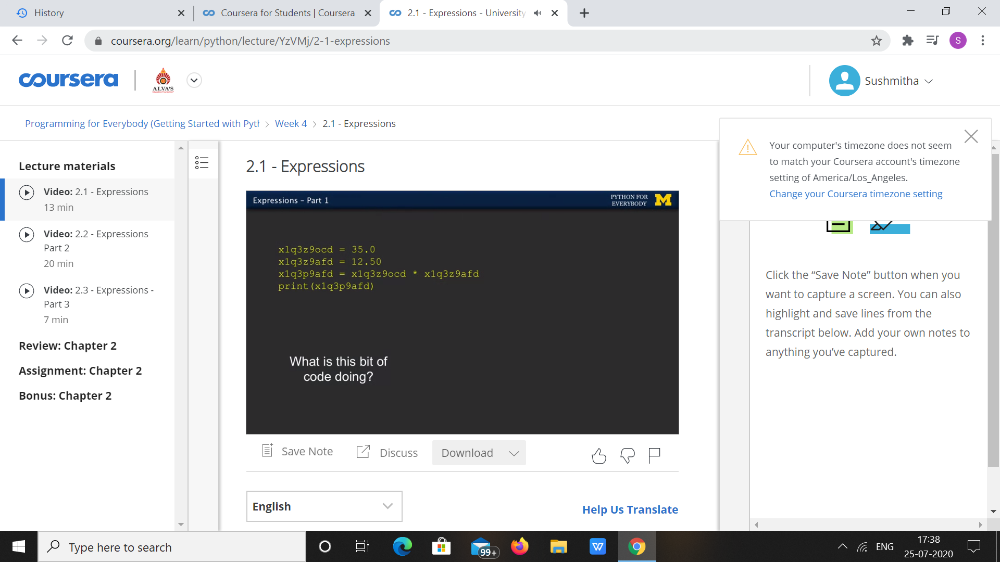 History
Coursera for Students | Coursera
2.1 - Expressions - University
coursera.org/learn/python/lecture/YzVMj/2-1-expressions
S
coursera
ALVA'S
Sushmitha
Programming for Everybody (Getting Started with Pyth
Week 4
2.1 - Expressions
Your computer's timezone does not seem
to match your Coursera account's timezone
setting of America/Los_Angeles.
Change your Coursera timezone setting
Lecture materials
Video: 2.1 - Expressions
13 min
Video: 2.2 - Expressions
Part 2
20 min
Video: 2.3 - Expressions -
Part 3
7 min
Review: Chapter 2
Assignment: Chapter 2
Bonus: Chapter 2
2.1 - Expressions
Expressions – Part 1
PYTHON FOR
EVERYBODY
M
x1q3z9ocd = 35.0
x1q3z9afd = 12.50
x1q3p9afd = x1q3z9ocd * x1q3z9afd
print(x1q3p9afd)
What is this bit of
code doing?
Save Note
Discuss
Download
English
Help Us Translate
Click the “Save Note” button when you
want to capture a screen. You can also
highlight and save lines from the
transcript below. Add your own notes to
anything you’ve captured.
Type here to search
99+
W
ENG
17:38
25-07-2020